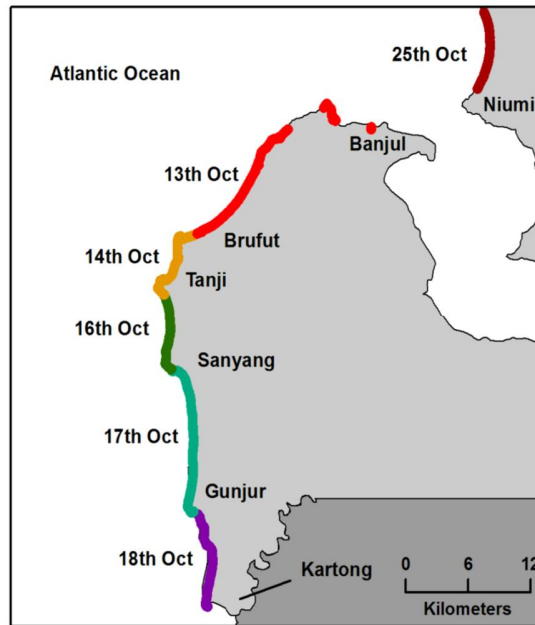 25th Oct
Atlantic Ocean
Niumi
Banjul
13th Oct
Brufut
14th Oct
Tanji
16th Oct
Sanyang
17th Oct
Gunjur
18th Oct
Kartong
0 6 12
Kilometers